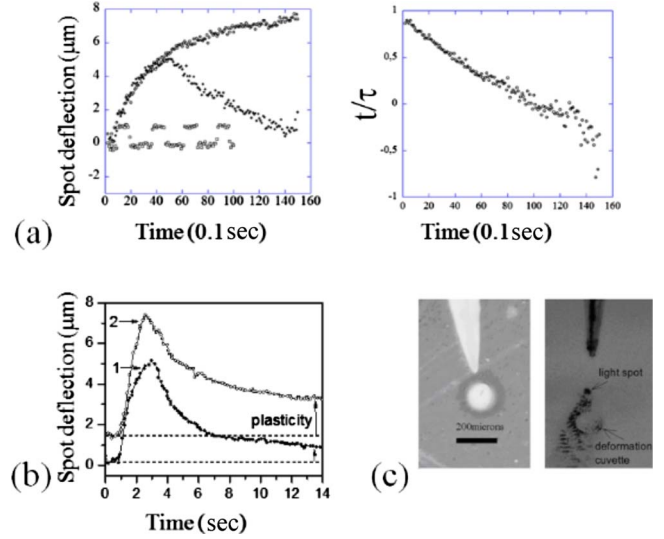 8
6
4
2
0
-2
Spot deflection (µm)
0 20 40 60 80 100 120 140 160
Time (0.1sec)
(a)
1
0,5
0
-0,5
-1
t/τ
0 20 40 60 80 100 120 140 160
Time (0.1sec)
8
6
4
2
0
Spot deflection (µm)
2
1
plasticity
0 2 4 6 8 10 12 14
Time (sec)
(b)
200microns
light spot
deformation
cuvette
(c)